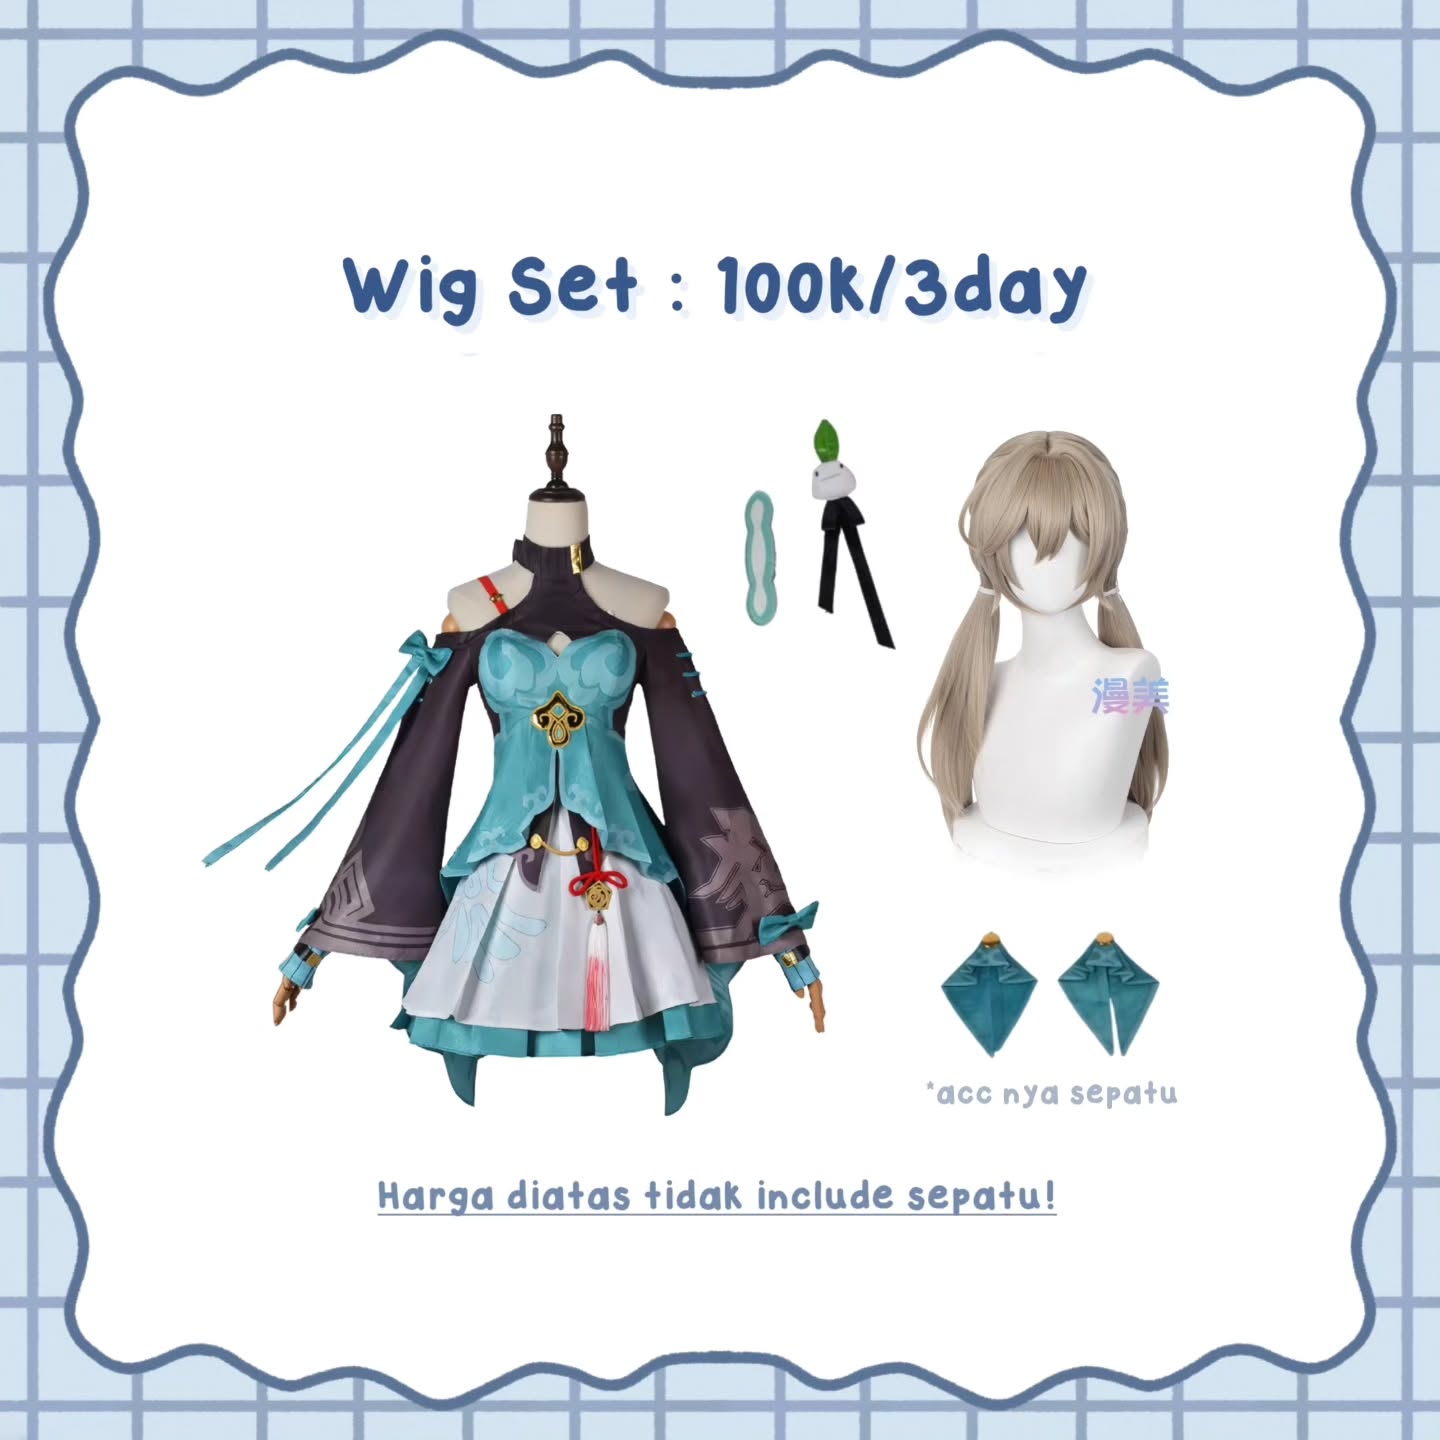 Wig Set : 100k/3day
漫美
*acc nya sepatu
Harga diatas tidak include sepatu!